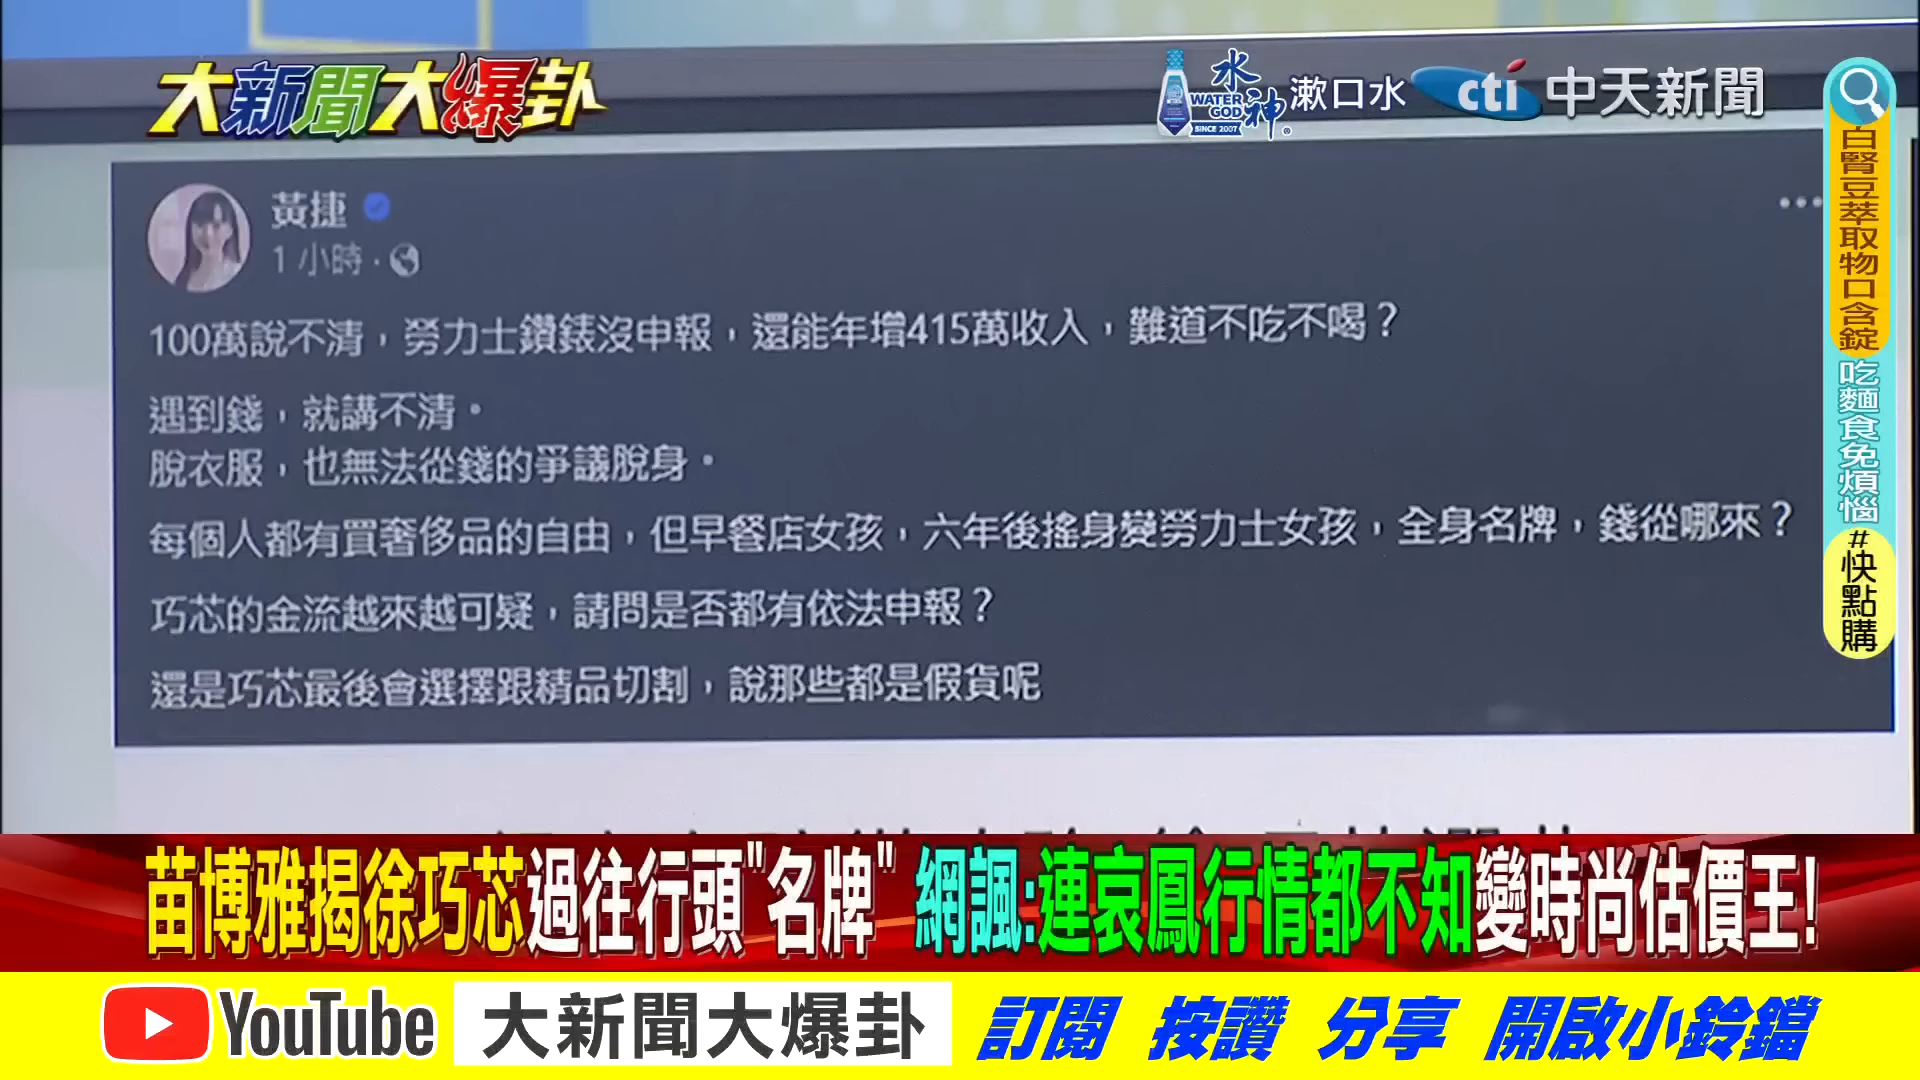 大新聞大爆卦
水神
WATER GOD
SINCE 2007
漱口水
cti 中天新聞
白腎豆萃取物口含錠
吃麵食免煩惱
#快點購
黃捷
1 小時
100萬說不清，勞力士鑽錶沒申報，還能年增415萬收入，難道不吃不喝？
遇到錢，就講不清。
脫衣服，也無法從錢的爭議脫身。
每個人都有買奢侈品的自由，但早餐店女孩，六年後搖身變勞力士女孩，全身名牌，錢從哪來？
巧芯的金流越來越可疑，請問是否都有依法申報？
還是巧芯最後會選擇跟精品切割，說那些都是假貨呢
苗博雅揭徐巧芯過往行頭"名牌" 網諷:連哀鳳行情都不知變時尚估價王!
YouTube 大新聞大爆卦 訂閱 按讚 分享 開啟小鈴鐺